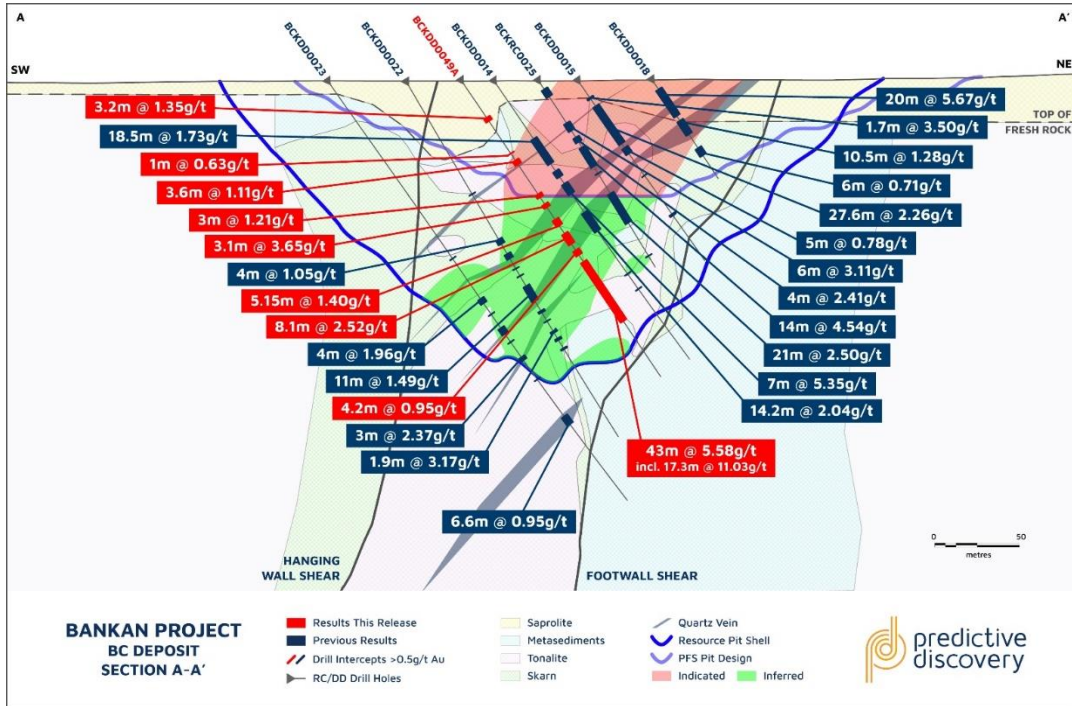 A
A'
SW
NE
BCKDD0023
BCKDD0022
BCKDD0049A
BCKDD0014
BCKRC0025
BCKDD0015
BCKDD0018
3.2m @ 1.35g/t
18.5m @ 1.73g/t
1m @ 0.63g/t
3.6m @ 1.11g/t
3m @ 1.21g/t
3.1m @ 3.65g/t
4m @ 1.05g/t
5.15m @ 1.40g/t
8.1m @ 2.52g/t
4m @ 1.96g/t
11m @ 1.49g/t
4.2m @ 0.95g/t
3m @ 2.37g/t
1.9m @ 3.17g/t
6.6m @ 0.95g/t
43m @ 5.58g/t
incl. 17.3m @ 11.03g/t
20m @ 5.67g/t
1.7m @ 3.50g/t
10.5m @ 1.28g/t
6m @ 0.71g/t
27.6m @ 2.26g/t
5m @ 0.78g/t
6m @ 3.11g/t
4m @ 2.41g/t
14m @ 4.54g/t
21m @ 2.50g/t
7m @ 5.35g/t
14.2m @ 2.04g/t
TOP OF
FRESH ROCK
HANGING
WALL SHEAR
FOOTWALL SHEAR
0
50
metres
BANKAN PROJECT
BC DEPOSIT
SECTION A-A'
Results This Release
Previous Results
Drill Intercepts >0.5g/t Au
RC/DD Drill Holes
Saprolite
Metasediments
Tonalite
Skarn
Quartz Vein
Resource Pit Shell
PFS Pit Design
Indicated
Inferred
predictive
discovery